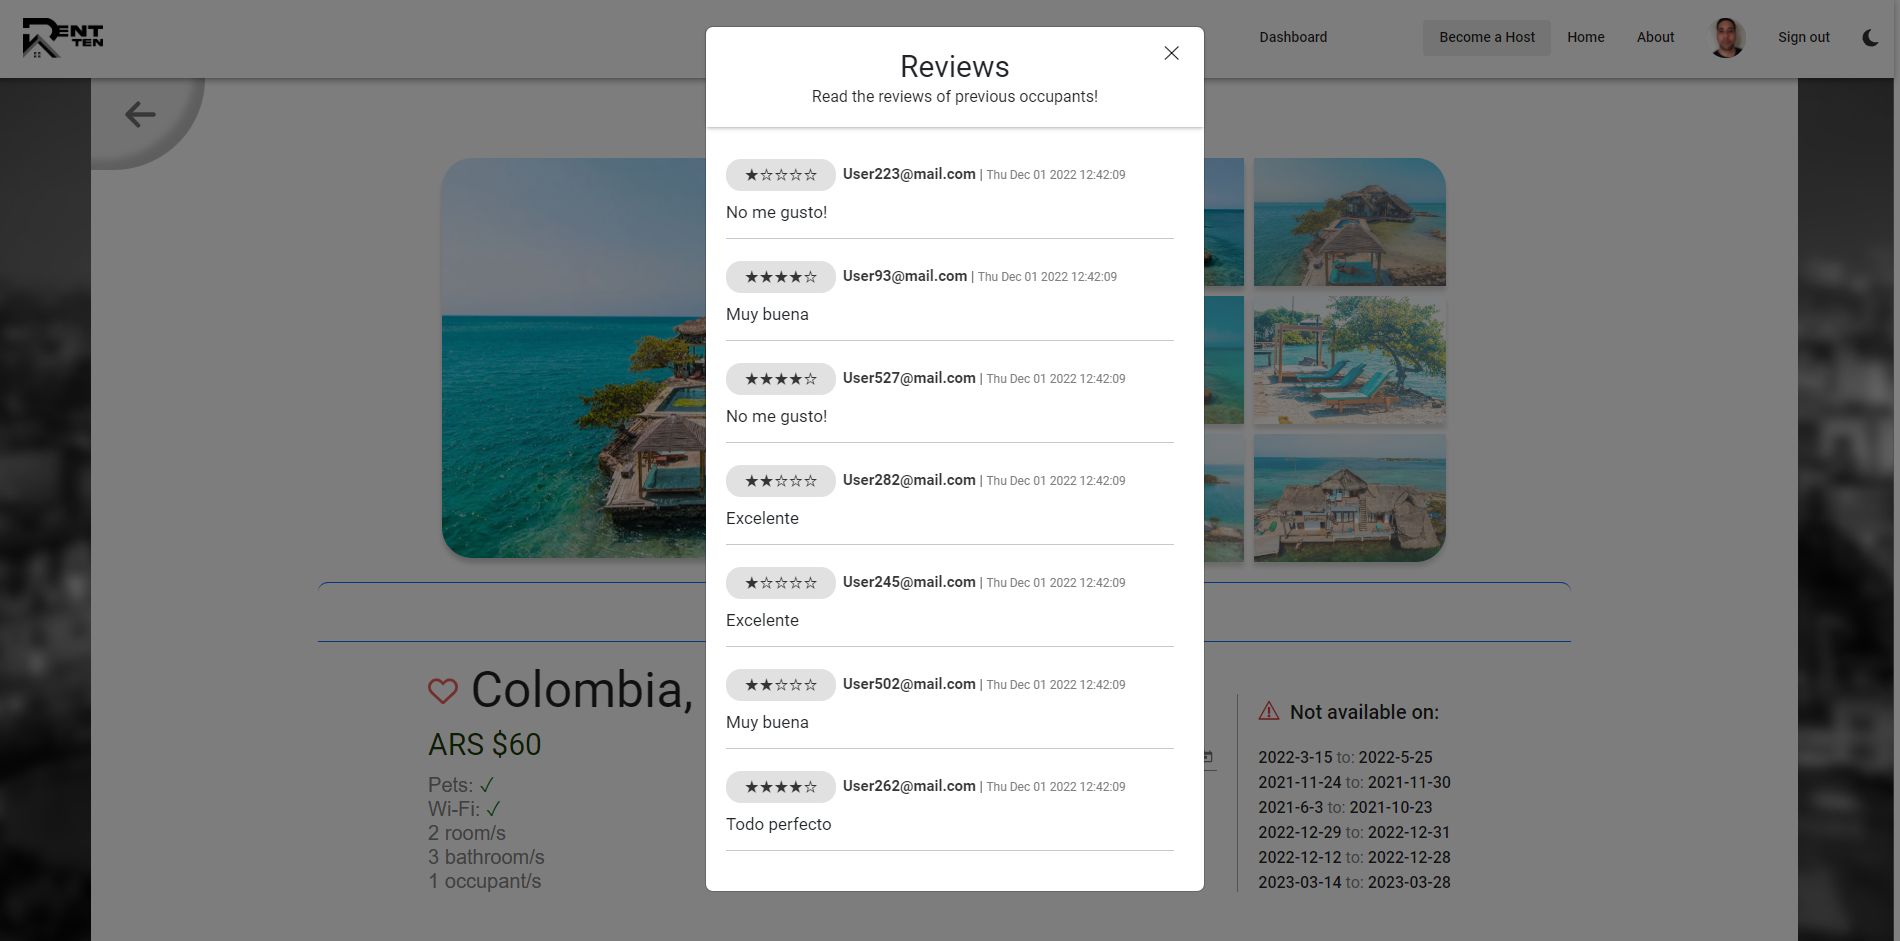 RENT
TEN
Dashboard
Become a Host
Home
About
Sign out
Reviews
Read the reviews of previous occupants!
★☆☆☆☆ User223@mail.com | Thu Dec 01 2022 12:42:09
No me gusto!
★★★★☆ User93@mail.com | Thu Dec 01 2022 12:42:09
Muy buena
★★★★☆ User527@mail.com | Thu Dec 01 2022 12:42:09
No me gusto!
★★☆☆☆ User282@mail.com | Thu Dec 01 2022 12:42:09
Excelente
★☆☆☆☆ User245@mail.com | Thu Dec 01 2022 12:42:09
Excelente
★★☆☆☆ User502@mail.com | Thu Dec 01 2022 12:42:09
Muy buena
★★★★☆ User262@mail.com | Thu Dec 01 2022 12:42:09
Todo perfecto
Colombia,
ARS $60
Pets: ✓
Wi-Fi: ✓
2 room/s
3 bathroom/s
1 occupant/s
Not available on:
2022-3-15 to: 2022-5-25
2021-11-24 to: 2021-11-30
2021-6-3 to: 2021-10-23
2022-12-29 to: 2022-12-31
2022-12-12 to: 2022-12-28
2023-03-14 to: 2023-03-28